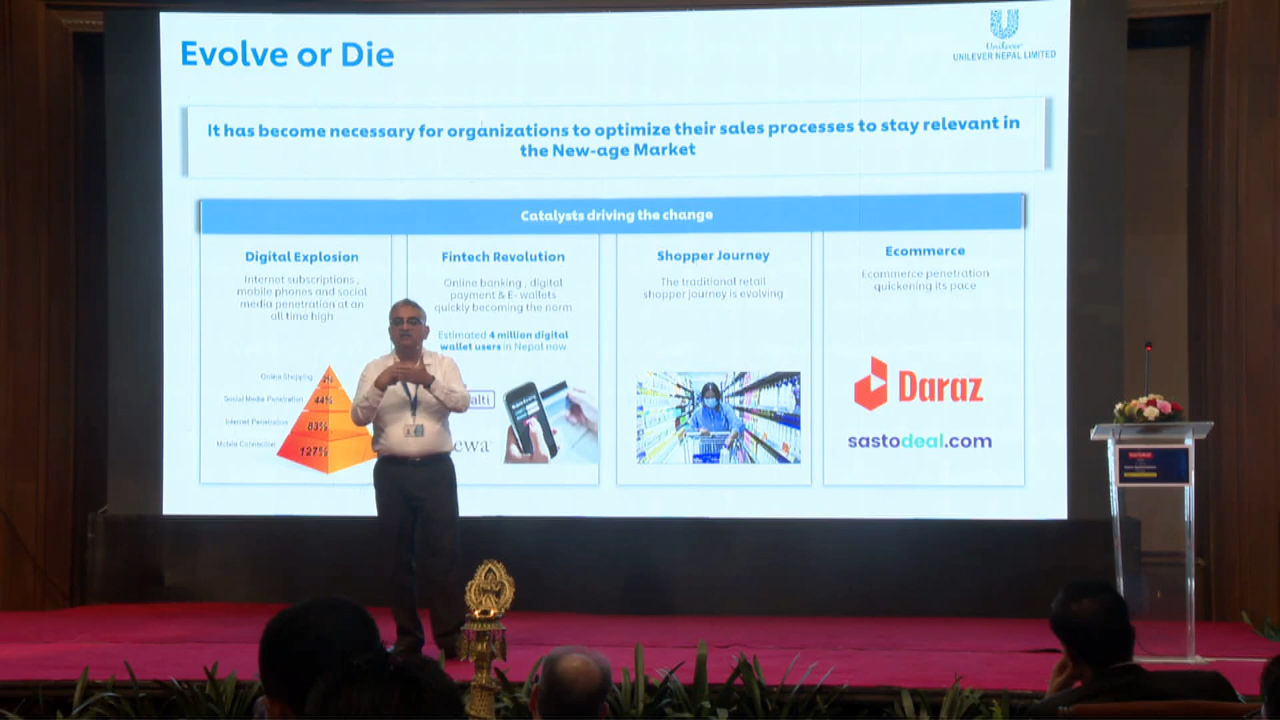 Evolve or Die
Unilever
UNILEVER NEPAL LIMITED
It has become necessary for organizations to optimize their sales processes to stay relevant in
the New-age Market
Catalysts driving the change
Digital Explosion
Internet subscriptions ,
mobile phones and social
media penetration at an
all time high
Online Shopping
Social Media Penetration 44%
Internet Penetration 83%
Mobile Connection 127%
Fintech Revolution
Online banking , digital
payment & E- wallets
quickly becoming the norm
Estimated 4 million digital
wallet users in Nepal now
alti
ewa
Shopper Journey
The traditional retail
shopper journey is evolving
Ecommerce
Ecommerce penetration
quickening its pace
Daraz
sastodeal.com